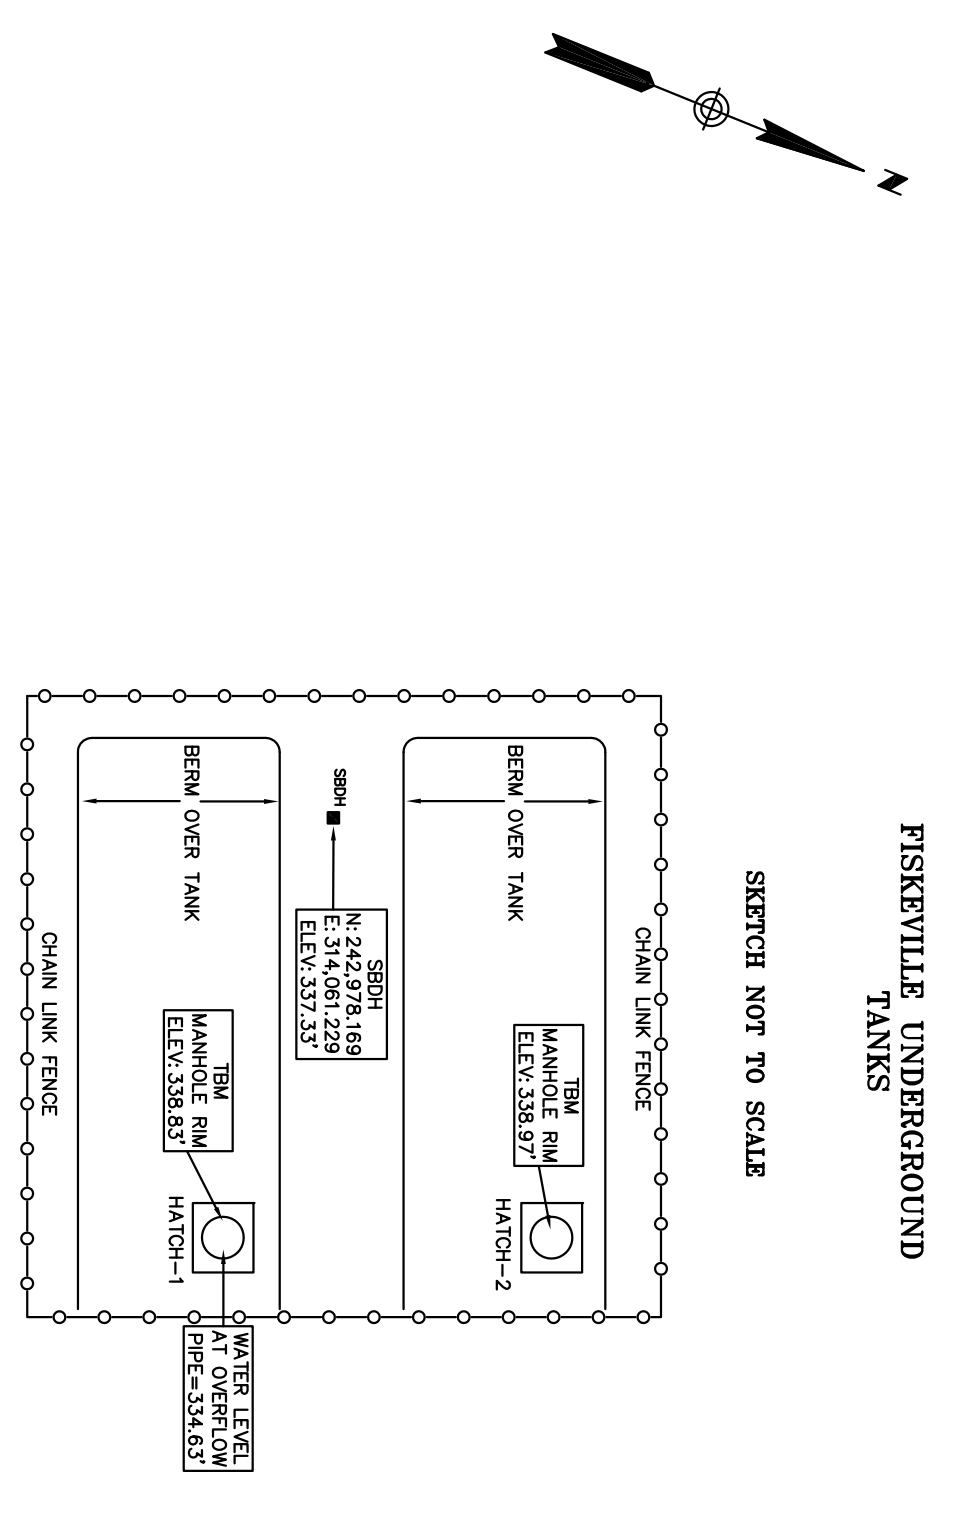 N
FISKEVILLE UNDERGROUND
TANKS
SKETCH NOT TO SCALE
CHAIN LINK FENCE
BERM OVER TANK
TBM
MANHOLE RIM
ELEV: 338.97'
HATCH-2
SBDH
SBDH
N: 242,978.169
E: 314,061.229
ELEV: 337.33'
BERM OVER TANK
TBM
MANHOLE RIM
ELEV: 338.83'
HATCH-1
WATER LEVEL
AT OVERFLOW
PIPE=334.63'
CHAIN LINK FENCE